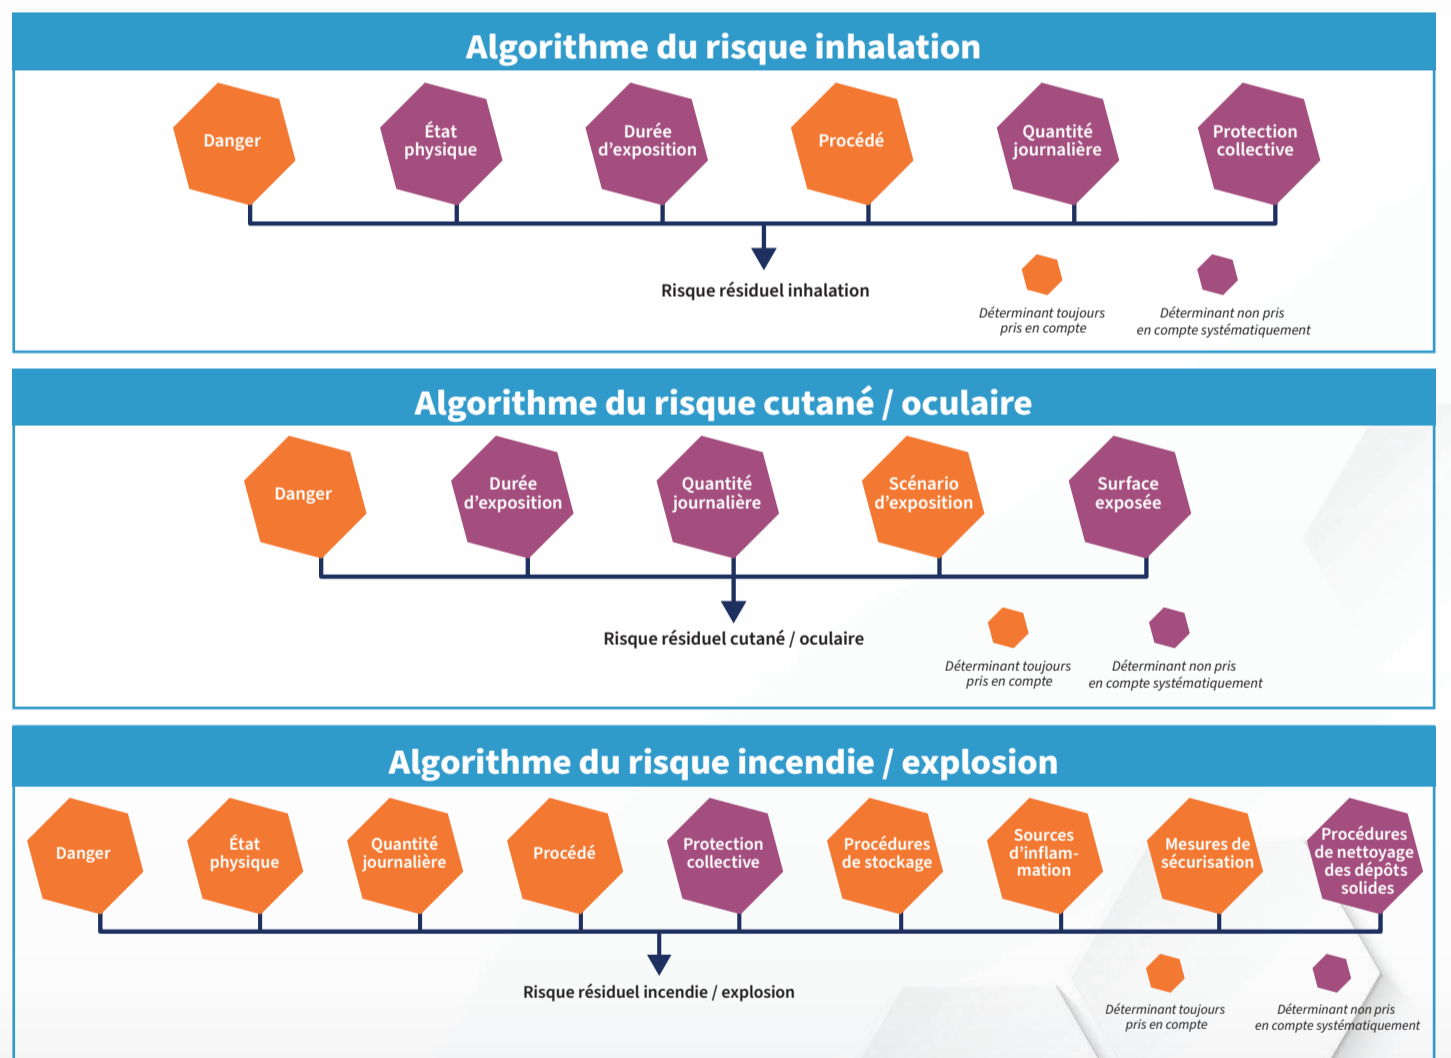 Algorithme du risque inhalation
Danger
État
physique
Durée
d'exposition
Procédé
Quantité
journalière
Protection
collective
Risque résiduel inhalation
Déterminant toujours
pris en compte
Déterminant non pris
en compte systématiquement
Algorithme du risque cutané / oculaire
Danger
Durée
d'exposition
Quantité
journalière
Scénario
d'exposition
Surface
exposée
Risque résiduel cutané / oculaire
Déterminant toujours
pris en compte
Déterminant non pris
en compte systématiquement
Algorithme du risque incendie / explosion
Danger
État
physique
Quantité
journalière
Procédé
Protection
collective
Procédures
de stockage
Sources
d'inflam-
mation
Mesures de
sécurisation
Procédures
de nettoyage
des dépôts
solides
Risque résiduel incendie / explosion
Déterminant toujours
pris en compte
Déterminant non pris
en compte systématiquement